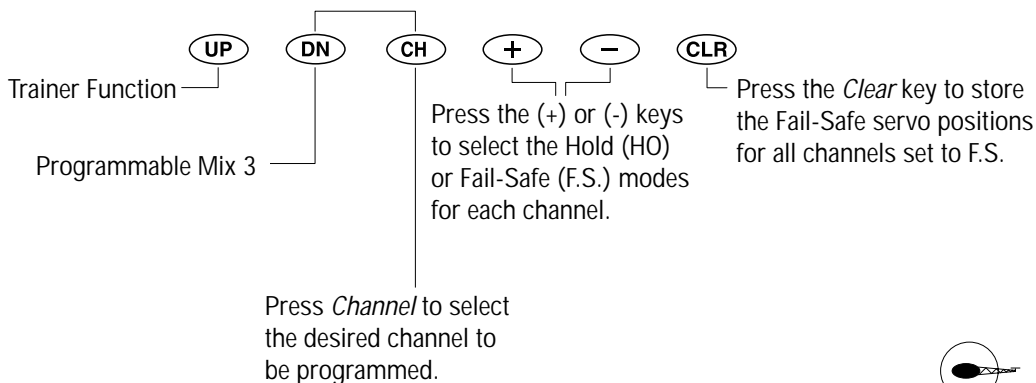 UP DN CH + − CLR
Trainer Function
Programmable Mix 3
Press the (+) or (-) keys
to select the Hold (HO)
or Fail-Safe (F.S.) modes
for each channel.
Press the Clear key to store
the Fail-Safe servo positions
for all channels set to F.S.
Press Channel to select
the desired channel to
be programmed.